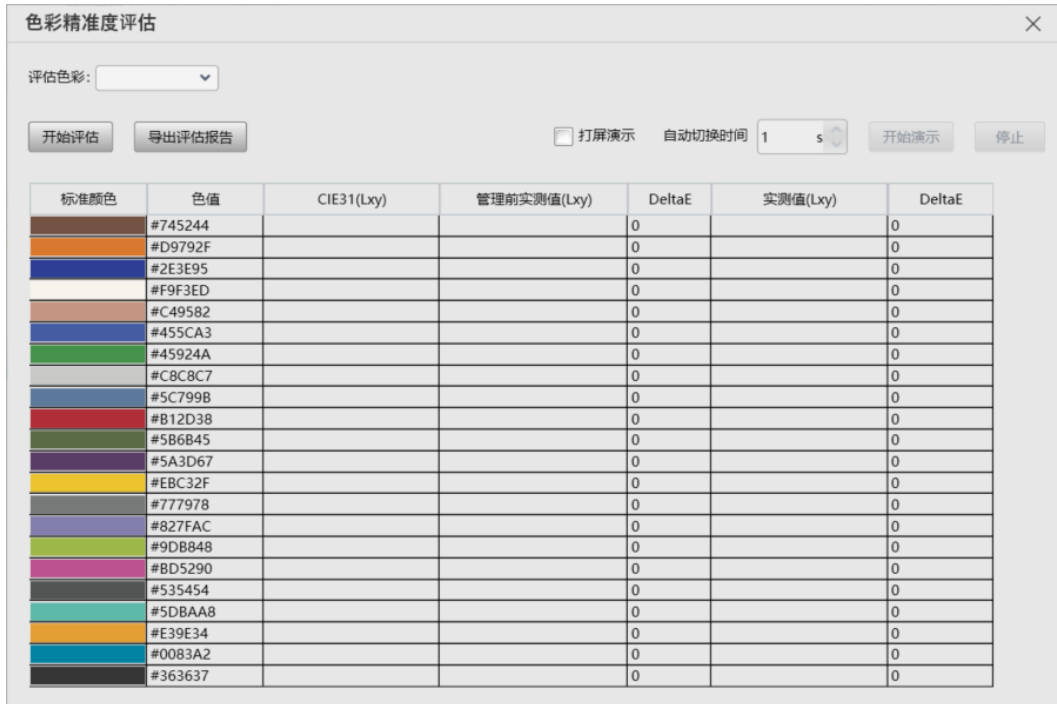 色彩精准度评估
评估色彩:
开始评估 导出评估报告 打屏演示 自动切换时间 1 s 开始演示 停止
标准颜色 色值 CIE31(Lxy) 管理前实测值(Lxy) DeltaE 实测值(Lxy) DeltaE
#745244 0 0
#D9792F 0 0
#2E3E95 0 0
#F9F3ED 0 0
#C49582 0 0
#455CA3 0 0
#45924A 0 0
#C8C8C7 0 0
#5C799B 0 0
#B12D38 0 0
#5B6B45 0 0
#5A3D67 0 0
#EBC32F 0 0
#777978 0 0
#827FAC 0 0
#9DB848 0 0
#BD5290 0 0
#535454 0 0
#5DBAA8 0 0
#E39E34 0 0
#0083A2 0 0
#363637 0 0